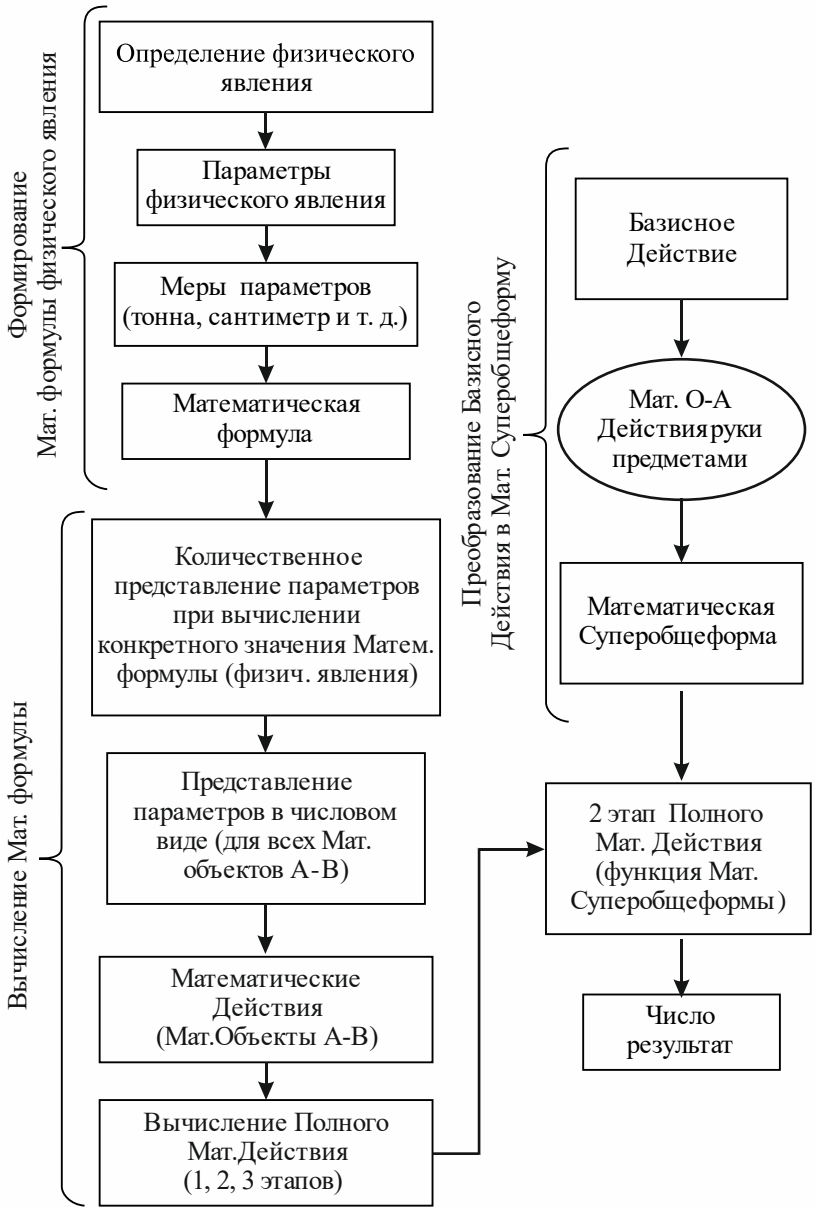 Формирование
Мат. формулы физического явления
Определение физического
явления
Параметры
физического явления
Меры параметров
(тонна, сантиметр и т. д.)
Математическая
формула
Вычисление Мат. формулы
Количественное
представление параметров
при вычислении
конкретного значения Матем.
формулы (физич. явления)
Представление
параметров в числовом
виде (для всех Мат.
объектов А-В)
Математические
Действия
(Мат.Объекты А-В)
Вычисление Полного
Мат.Действия
(1, 2, 3 этапов)
Преобразование Базисного
Действия в Мат. Суперобщеформу
Базисное
Действие
Мат. О-А
Действия руки
предметами
Математическая
Суперобщеформа
2 этап Полного
Мат. Действия
(функция Мат.
Суперобщеформы)
Число
результат